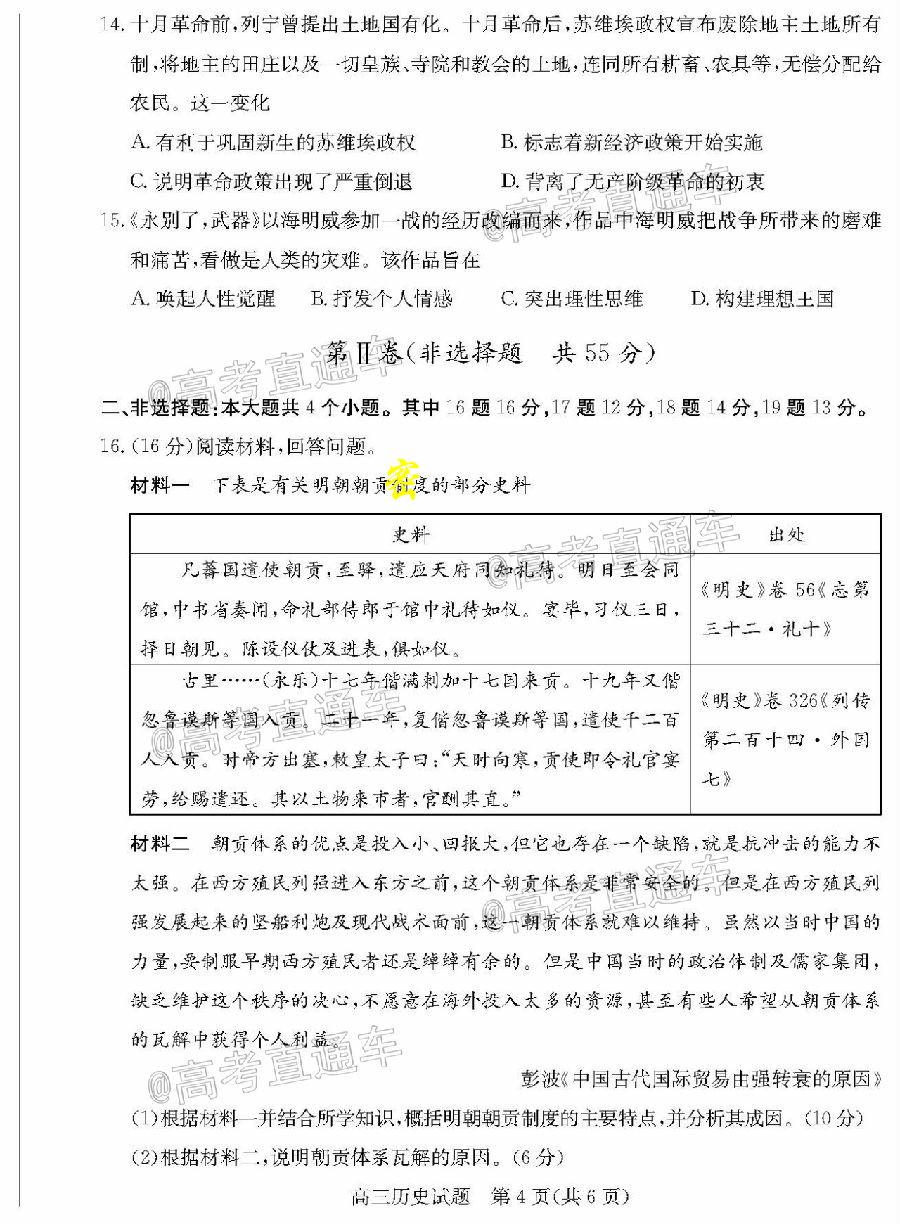 14. 十月革命前,列宁曾提出土地国有化。十月革命后,苏维埃政权宣布废除地主土地所有
制,将地主的田庄以及一切皇族、寺院和教会的土地,连同所有耕畜、农具等,无偿分配给
农民。这一变化
A. 有利于巩固新生的苏维埃政权 B. 标志着新经济政策开始实施
C. 说明革命政策出现了严重倒退 D. 背离了无产阶级革命的初衷
@高考直通车
15.《永别了,武器》以海明威参加一战的经历改编而来,作品中海明威把战争所带来的磨难
和痛苦,看做是人类的灾难。该作品旨在
A. 唤起人性觉醒 B. 抒发个人情感 C. 突出理性思维 D. 构建理想王国
第Ⅱ卷(非选择题 共 55 分)
@高考直通车
二、非选择题:本大题共 4 个小题。其中 16 题 16 分,17 题 12 分,18 题 14 分,19 题 13 分。
16.(16 分)阅读材料,回答问题。
密
材料一 下表是有关明朝朝贡制度的部分史料
史料 出处
@高考直通车
凡蕃国遣使朝贡,至驿,遣应天府同知礼待。明日至会同
馆,中书省奏闻,命礼部侍郎于馆中礼待如仪。宴毕,习仪三日,
择日朝见。陈设仪仗及进表,俱如仪。
《明史》卷 56《志第
三十二·礼十》
古里……(永乐)十七年偕满剌加十七国来贡。十九年又偕
忽鲁谟斯等国入贡。二十一年,复偕忽鲁谟斯等国,遣使千二百
人入贡。时帝方出塞,敕皇太子曰:“天时向寒,贡使即令礼官宴
劳,给赐遣还。其以土物来市者,官酬其直。”
《明史》卷 326《列传
第二百十四·外国
七》
@高考直通车
材料二 朝贡体系的优点是投入小、回报大,但它也存在一个缺陷,就是抗冲击的能力不
太强。在西方殖民列强进入东方之前,这个朝贡体系是非常安全的。但是在西方殖民列
强发展起来的坚船利炮及现代战术面前,这一朝贡体系就难以维持。虽然以当时中国的
力量,要制服早期西方殖民者还是绰绰有余的。但是中国当时的政治体制及儒家集团,
缺乏维护这个秩序的决心,不愿意在海外投入太多的资源,甚至有些人希望从朝贡体系
的瓦解中获得个人利益。
@高考直通车
@高考直通车
彭波《中国古代国际贸易由强转衰的原因》
(1)根据材料一并结合所学知识,概括明朝朝贡制度的主要特点,并分析其成因。(10 分)
(2)根据材料二,说明朝贡体系瓦解的原因。(6 分)
高三历史试题 第 4 页(共 6 页)